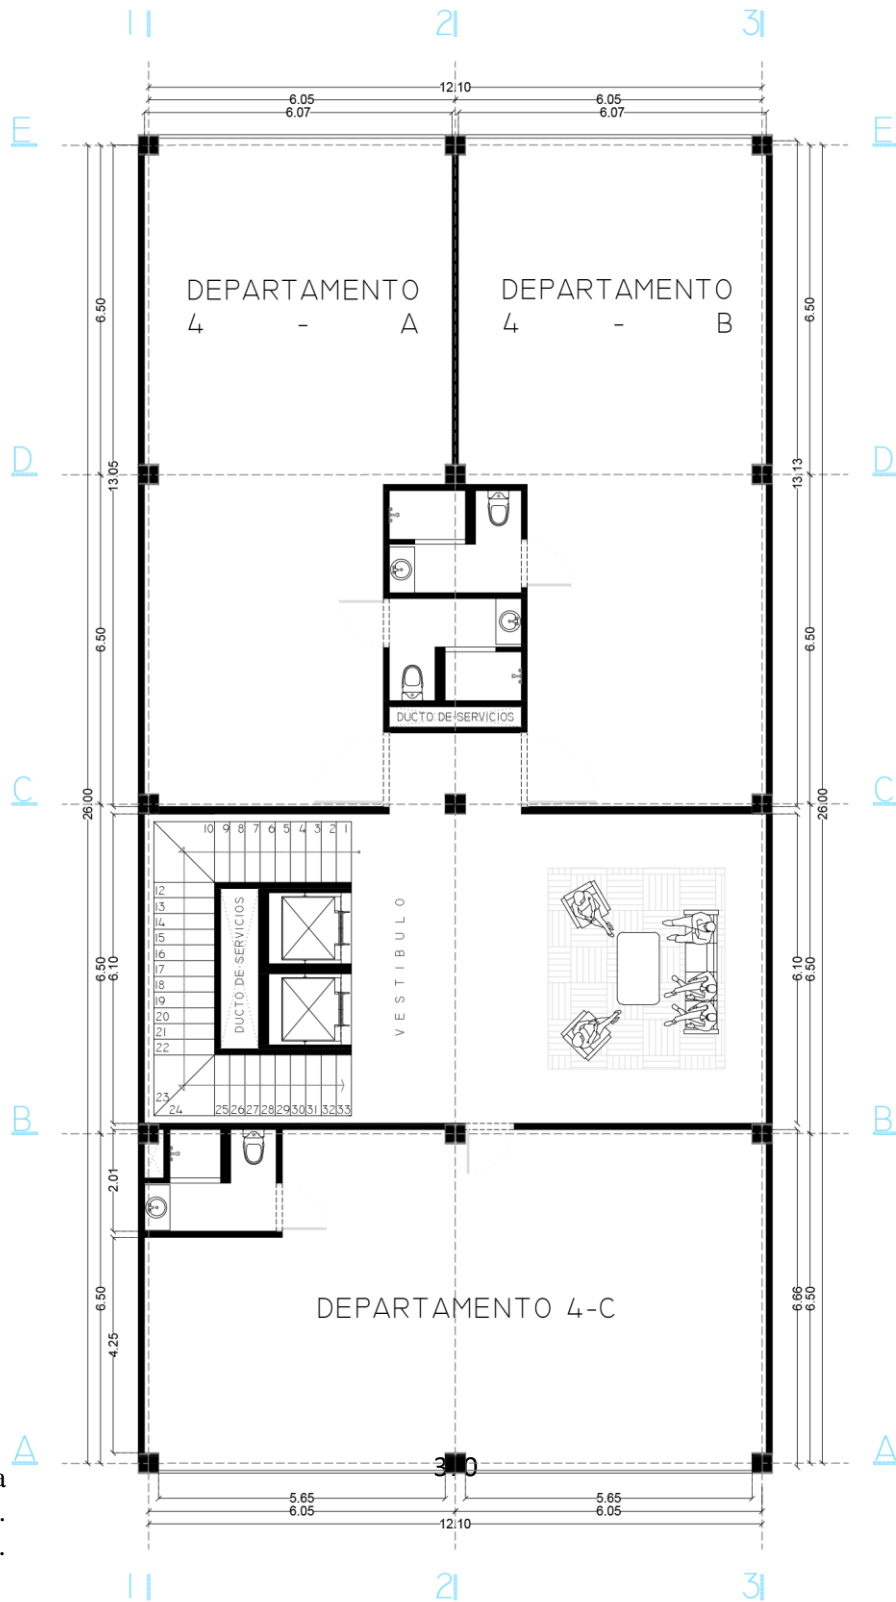 1 2 3
12.10
6.05 6.05
6.07 6.07
E E
DEPARTAMENTO
4 - A
DEPARTAMENTO
4 - B
6.50 6.50
D D
13.05 13.13
6.50 6.50
DUCTO DE SERVICIOS
C C
26.00 26.00
10 9 8 7 6 5 4 3 2 1
12
13
14
15
16
17
18
19
20
21
22
23
24 25 26 27 28 29 30 31 32 33
DUCTO DE SERVICIOS
VESTIBULO
6.50 6.10 6.10 6.50
B B
2.01
6.50 6.66 6.50
DEPARTAMENTO 4-C
4.25
A A
a
.
.
5.65 5.65
6.05 6.05
12.10
1 2 3